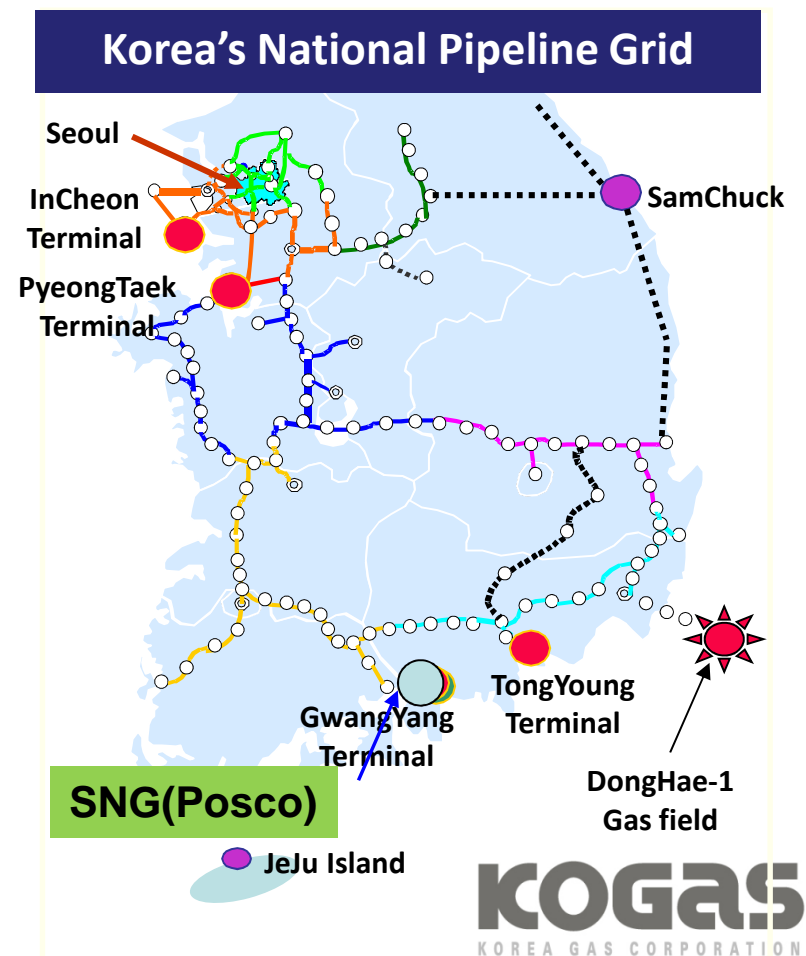 Korea's National Pipeline Grid
Seoul
InCheon
Terminal
SamChuck
PyeongTaek
Terminal
TongYoung
Terminal
GwangYang
Terminal
DongHae-1
Gas field
SNG(Posco)
JeJu Island
KOGas
KOREA GAS CORPORATION